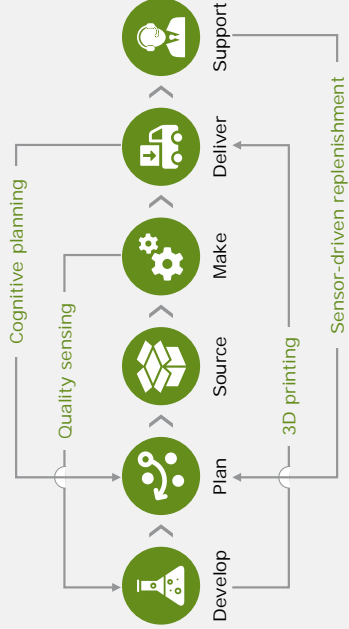 Cognitive planning
Quality sensing
Develop
Plan
Source
Make
Deliver
Support
3D printing
Sensor-driven replenishment